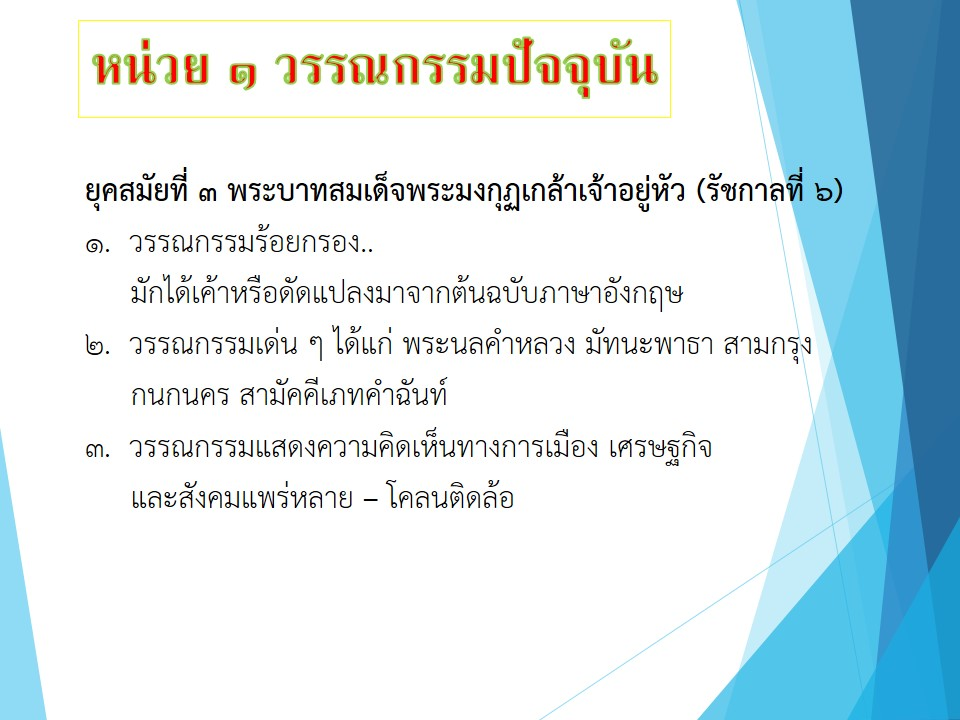 หน่วย ๑ วรรณกรรมปัจจุบัน
ยุคสมัยที่ ๓ พระบาทสมเด็จพระมงกุฏเกล้าเจ้าอยู่หัว (รัชกาลที่ ๖)
๑. วรรณกรรมร้อยกรอง..
มักได้เค้าหรือดัดแปลงมาจากต้นฉบับภาษาอังกฤษ
๒. วรรณกรรมเด่น ๆ ได้แก่ พระนลคำหลวง มัทนะพาธา สามกรุง
กนกนคร สามัคคีเภทคำฉันท์
๓. วรรณกรรมแสดงความคิดเห็นทางการเมือง เศรษฐกิจ
และสังคมแพร่หลาย – โคลนติดล้อ